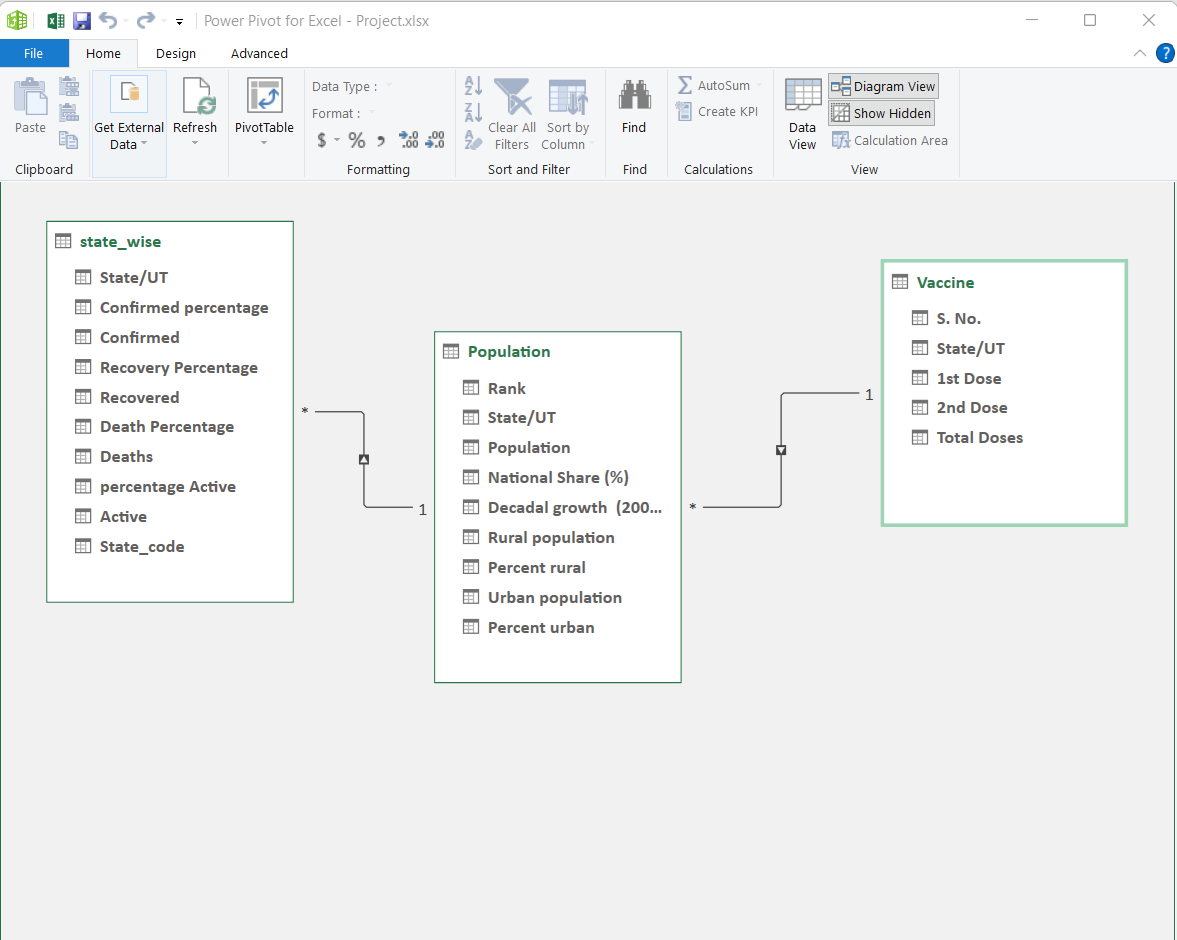 Power Pivot for Excel - Project.xlsx
File Home Design Advanced
?
Paste
Clipboard
Get External
Data
Refresh
PivotTable
Data Type :
Format :
$ % , .00 .00
Formatting
A Z
Z A
A Z
Clear All
Filters
Sort by
Column
Sort and Filter
Find
Find
AutoSum
Create KPI
Calculations
Data
View
Diagram View
Show Hidden
Calculation Area
View
state_wise
State/UT
Confirmed percentage
Confirmed
Recovery Percentage
Recovered
Death Percentage
Deaths
percentage Active
Active
State_code
*
1
Population
Rank
State/UT
Population
National Share (%)
Decadal growth (200...
Rural population
Percent rural
Urban population
Percent urban
*
1
Vaccine
S. No.
State/UT
1st Dose
2nd Dose
Total Doses